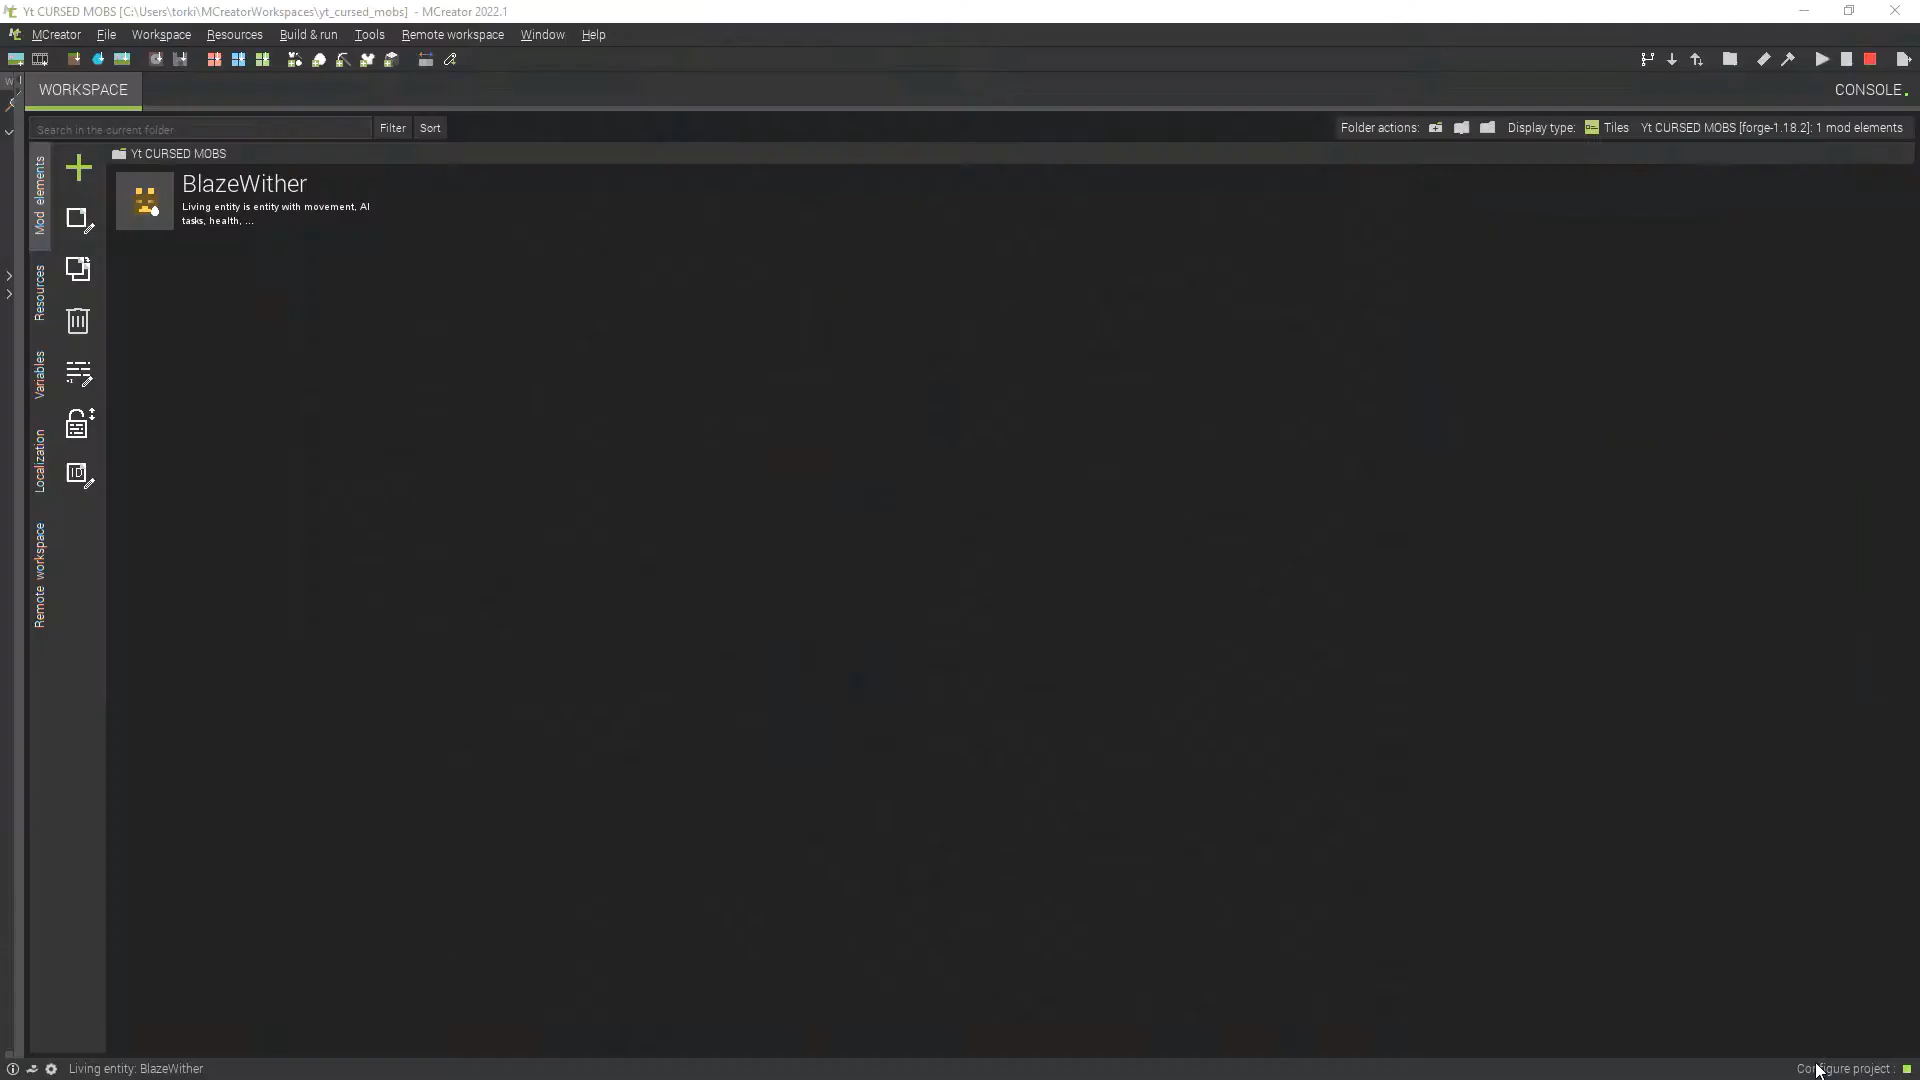 Yt CURSED MOBS [C:\Users\torki\MCreatorWorkspaces\yt_cursed_mobs] - MCreator 2022.1
MCreator File Workspace Resources Build & run Tools Remote workspace Window Help
WORKSPACE
CONSOLE
Search in the current folder
Filter
Sort
Folder actions:
Display type:
Tiles
Yt CURSED MOBS [forge-1.18.2]: 1 mod elements
Yt CURSED MOBS
Mod elements
Resources
Variables
Localization
Remote workspace
BlazeWither
Living entity is entity with movement, AI
tasks, health, ...
ID
Living entity: BlazeWither
Configure project :